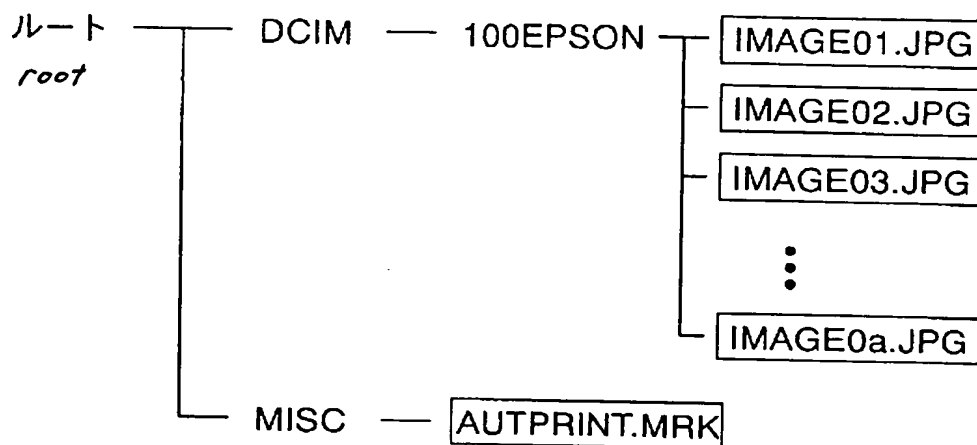 ルート DCIM 100EPSON IMAGE01.JPG
root
IMAGE02.JPG
IMAGE03.JPG
IMAGE0a.JPG
MISC AUTPRINT.MRK